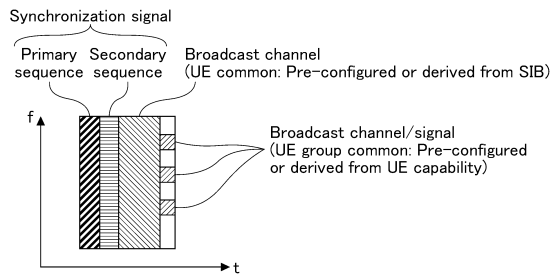 Synchronization signal
Primary sequence
Secondary sequence
Broadcast channel
(UE common: Pre-configured or derived from SIB)
f
Broadcast channel/signal
(UE group common: Pre-configured
or derived from UE capability)
t